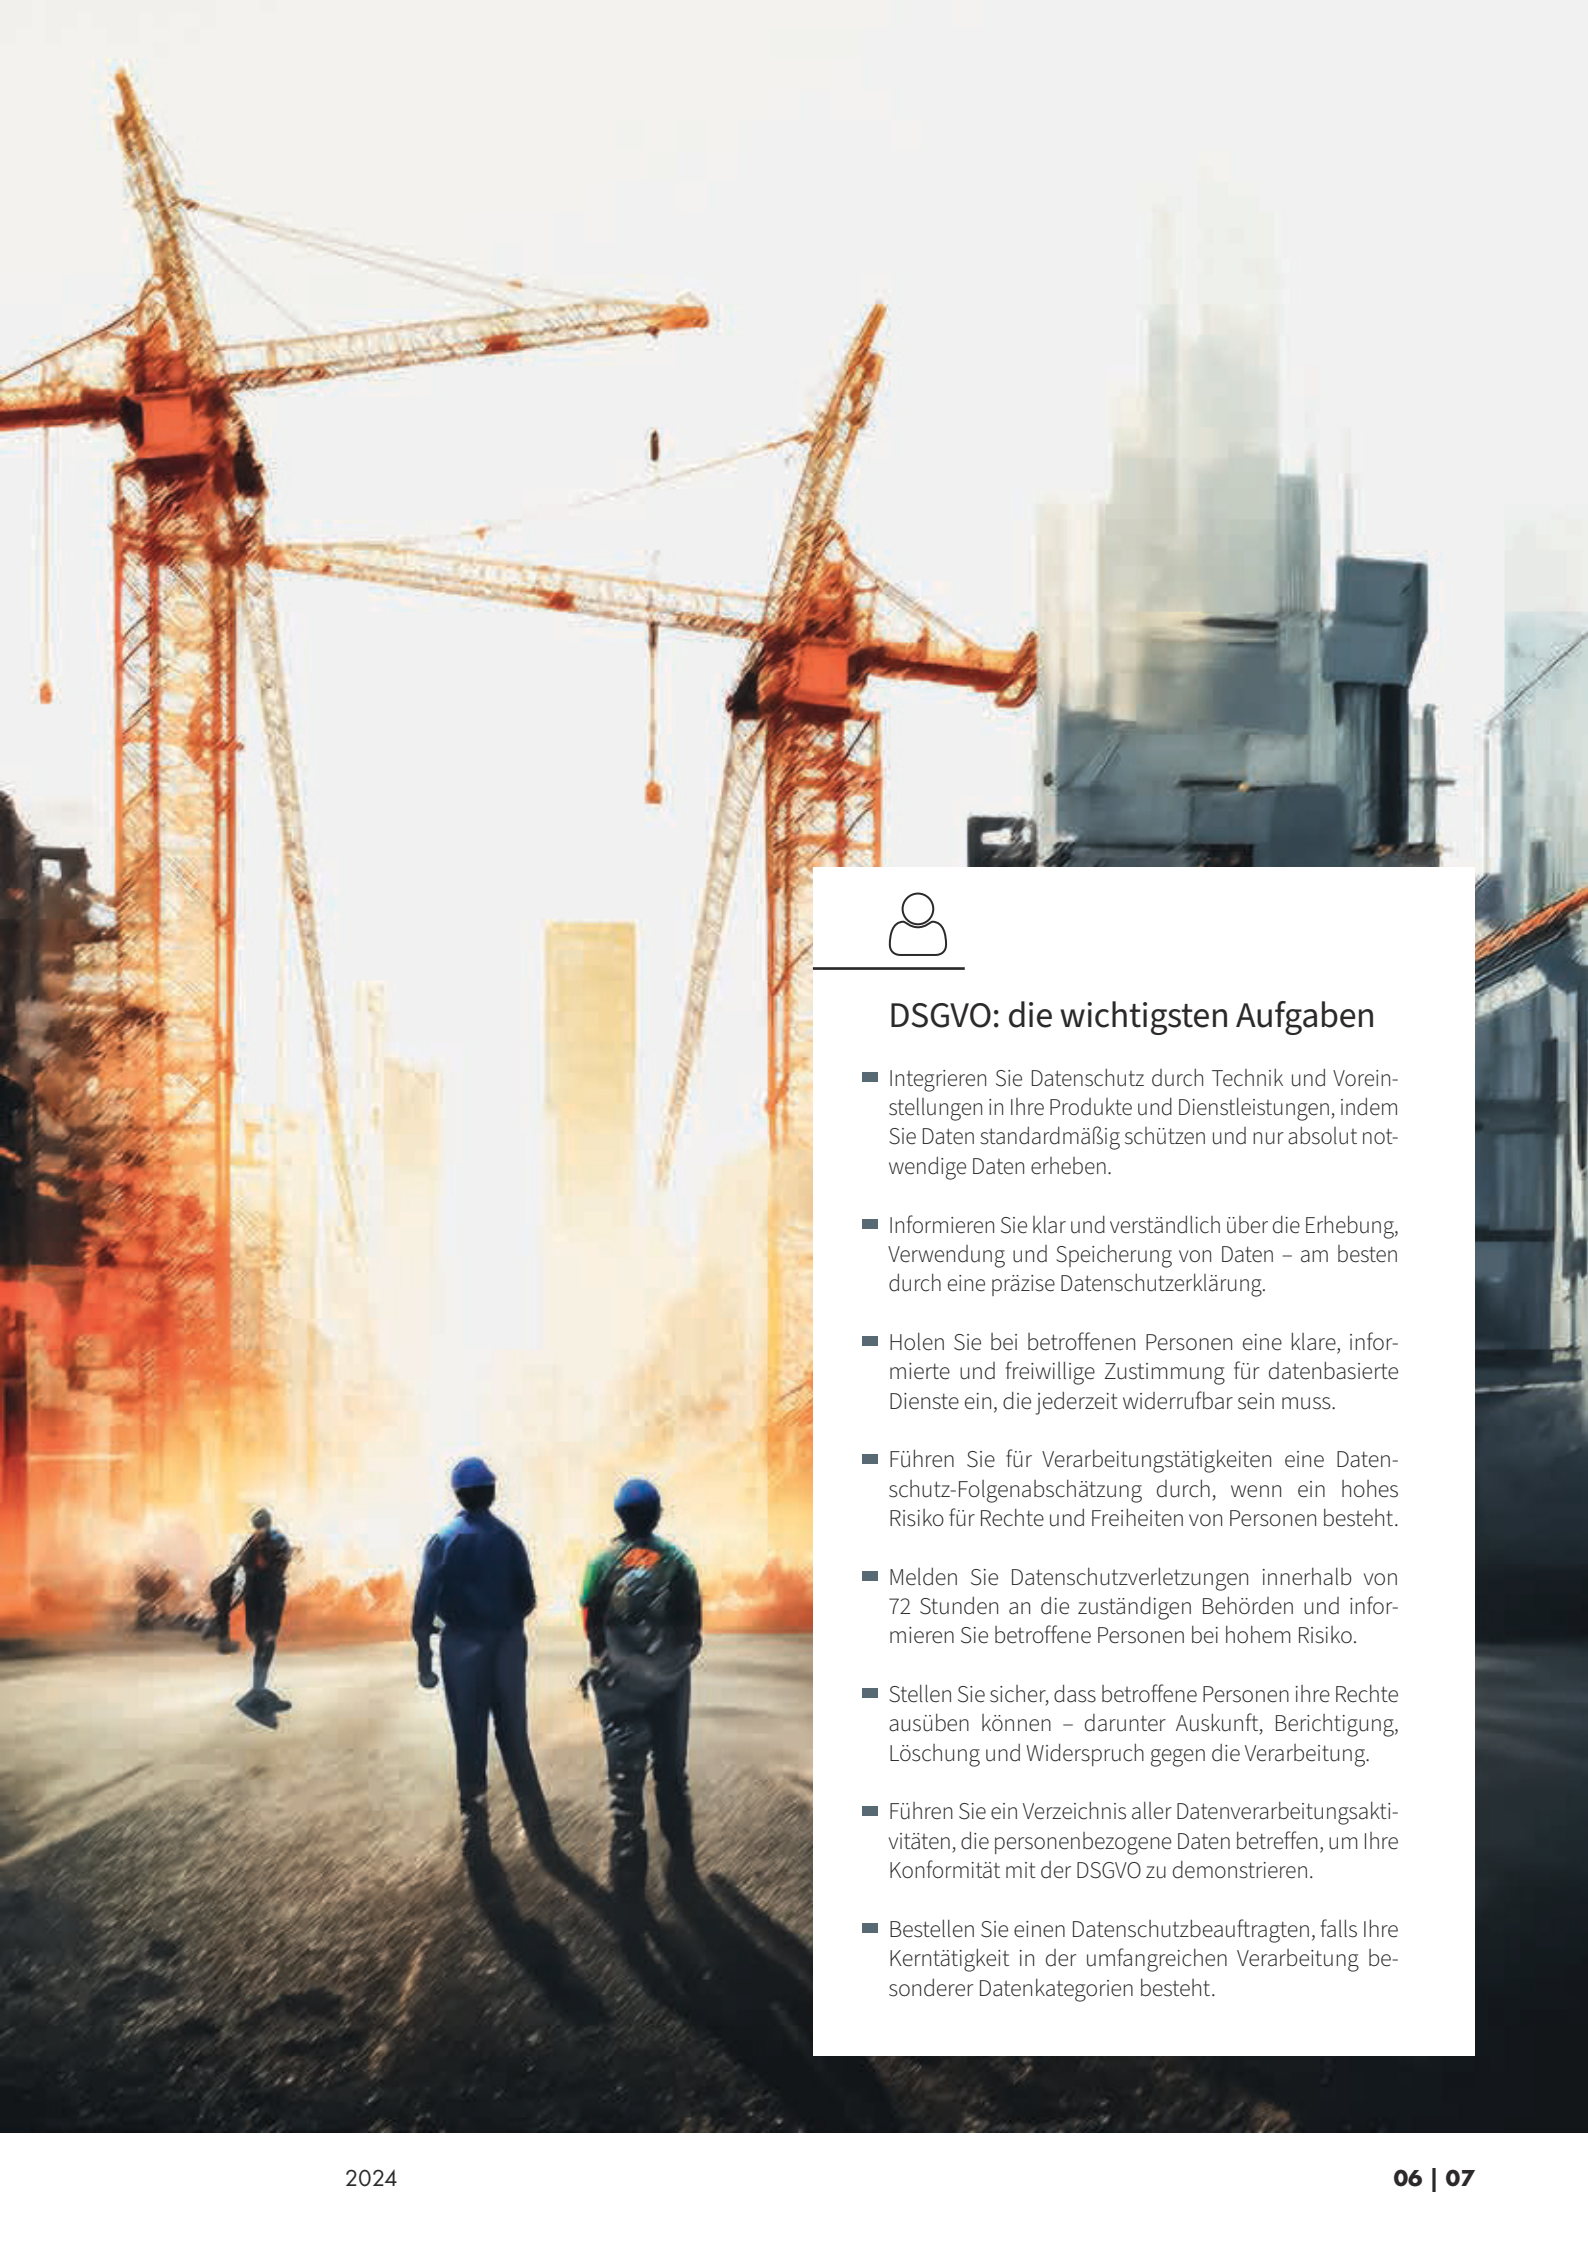 DSGVO: die wichtigsten Aufgaben
Integrieren Sie Datenschutz durch Technik und Vorein-
stellungen in Ihre Produkte und Dienstleistungen, indem
Sie Daten standardmäßig schützen und nur absolut not-
wendige Daten erheben.
Informieren Sie klar und verständlich über die Erhebung,
Verwendung und Speicherung von Daten – am besten
durch eine präzise Datenschutzerklärung.
Holen Sie bei betroffenen Personen eine klare, infor-
mierte und freiwillige Zustimmung für datenbasierte
Dienste ein, die jederzeit widerrufbar sein muss.
Führen Sie für Verarbeitungstätigkeiten eine Daten-
schutz-Folgenabschätzung durch, wenn ein hohes
Risiko für Rechte und Freiheiten von Personen besteht.
Melden Sie Datenschutzverletzungen innerhalb von
72 Stunden an die zuständigen Behörden und infor-
mieren Sie betroffene Personen bei hohem Risiko.
Stellen Sie sicher, dass betroffene Personen ihre Rechte
ausüben können – darunter Auskunft, Berichtigung,
Löschung und Widerspruch gegen die Verarbeitung.
Führen Sie ein Verzeichnis aller Datenverarbeitungsakti-
vitäten, die personenbezogene Daten betreffen, um Ihre
Konformität mit der DSGVO zu demonstrieren.
Bestellen Sie einen Datenschutzbeauftragten, falls Ihre
Kerntätigkeit in der umfangreichen Verarbeitung be-
sonderer Datenkategorien besteht.
2024
06 | 07